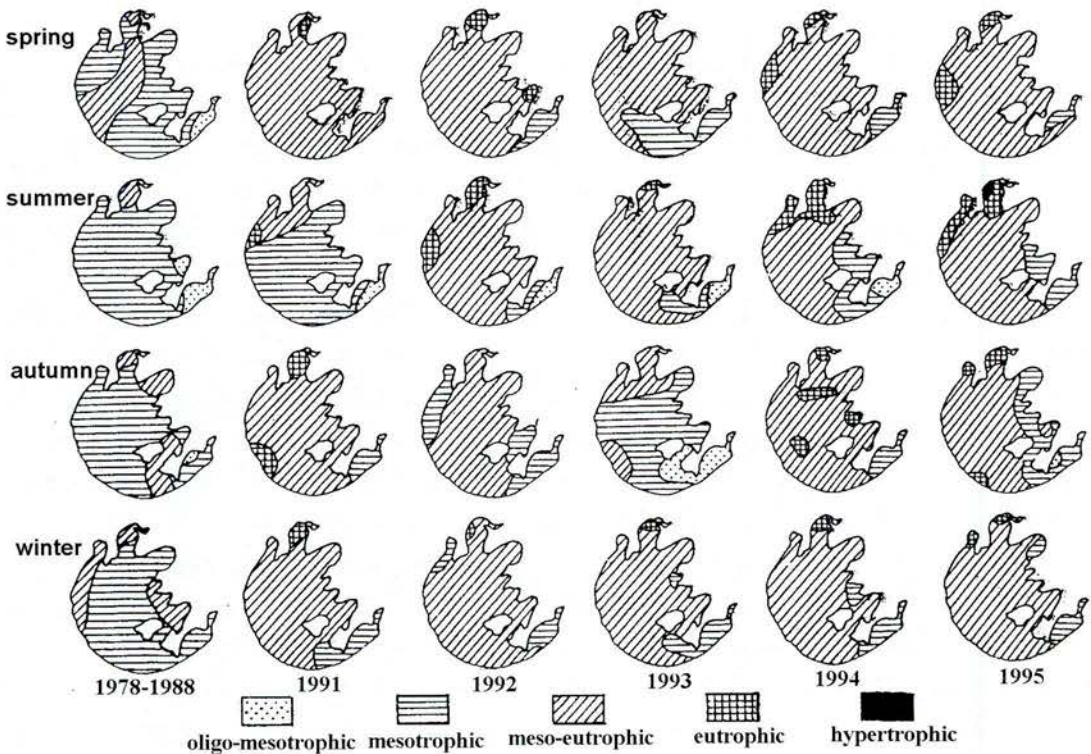 spring
summer
autumn
winter
1978-1988 1991 1992 1993 1994 1995
oligo-mesotrophic mesotrophic meso-eutrophic eutrophic hypertrophic